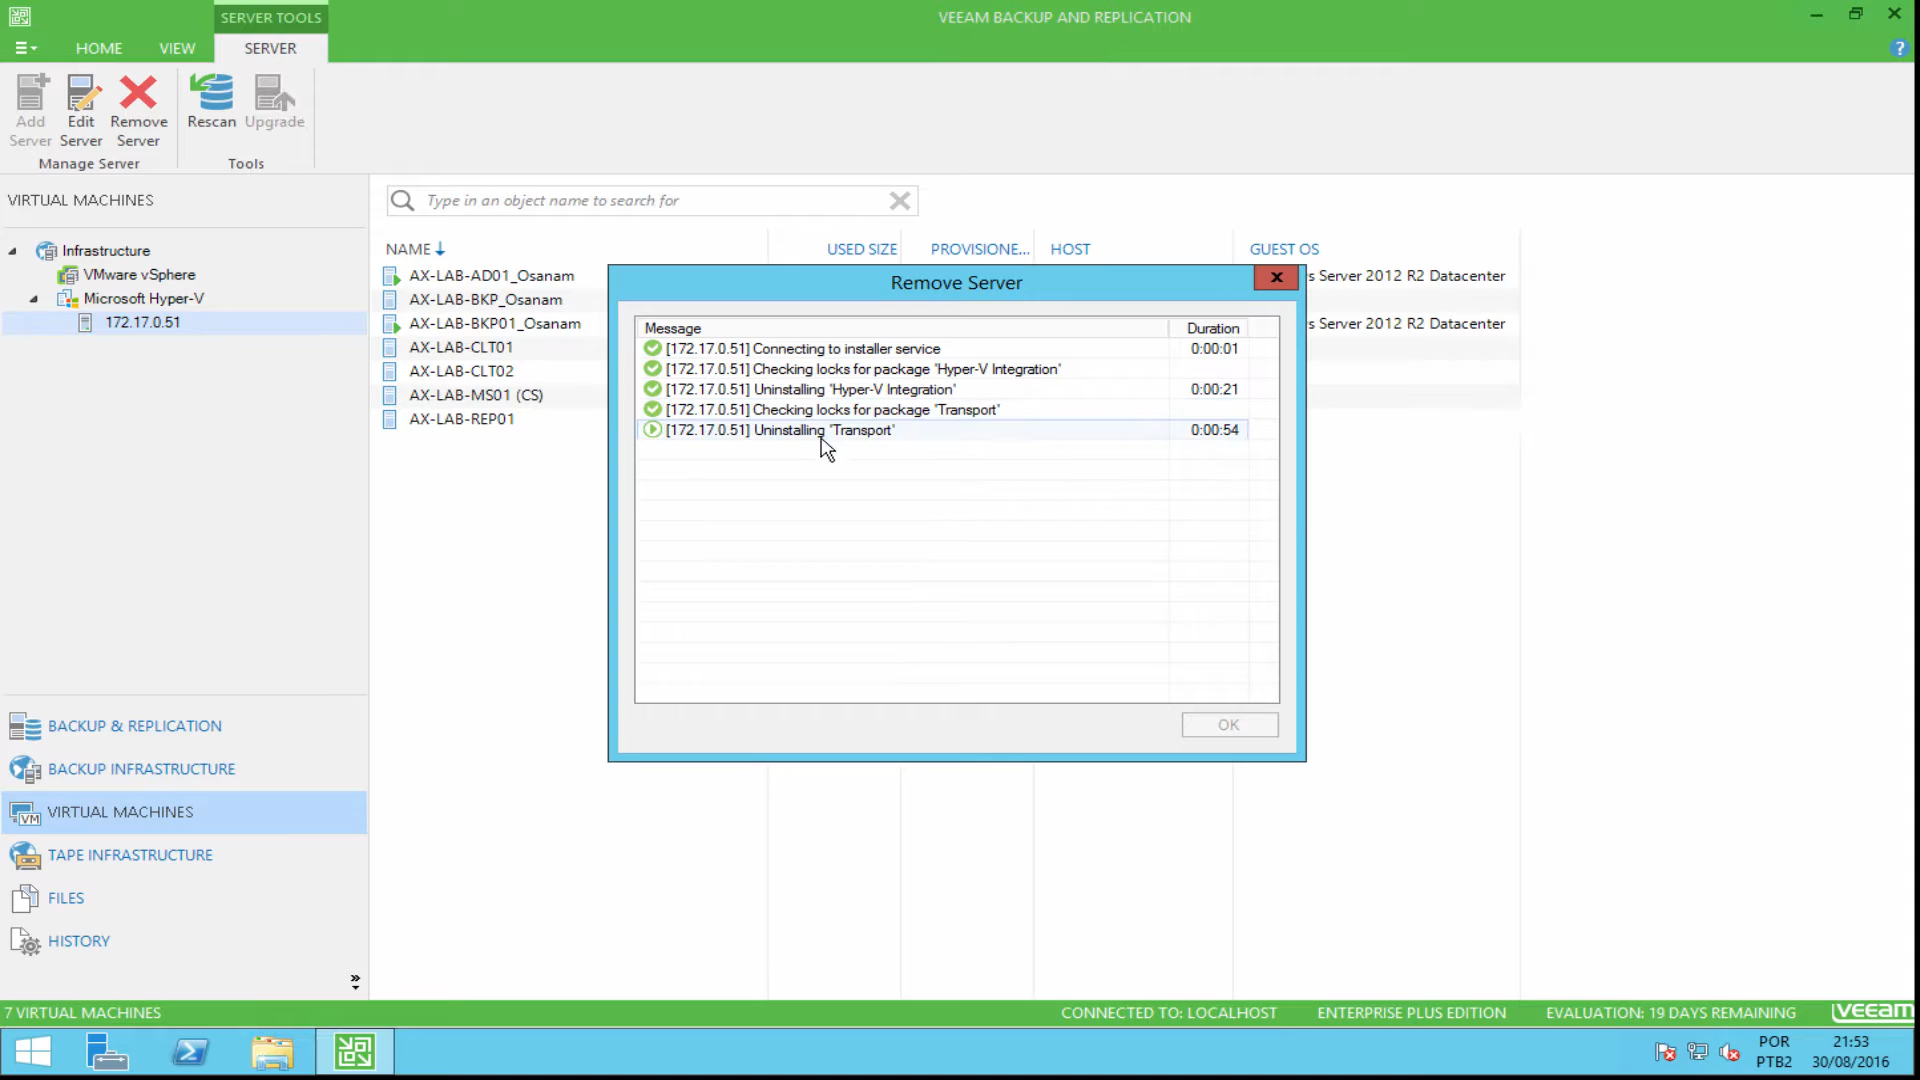 SERVER TOOLS
VEEAM BACKUP AND REPLICATION
HOME VIEW SERVER
?
Add Server
Edit Server
Remove Server
Rescan
Upgrade
Manage Server
Tools
VIRTUAL MACHINES
Type in an object name to search for
Infrastructure
VMware vSphere
Microsoft Hyper-V
172.17.0.51
NAME USED SIZE PROVISIONE... HOST GUEST OS
AX-LAB-AD01_Osanam
s Server 2012 R2 Datacenter
AX-LAB-BKP_Osanam
AX-LAB-BKP01_Osanam
s Server 2012 R2 Datacenter
AX-LAB-CLT01
AX-LAB-CLT02
AX-LAB-MS01 (CS)
AX-LAB-REP01
Remove Server
x
Message Duration
[172.17.0.51] Connecting to installer service 0:00:01
[172.17.0.51] Checking locks for package 'Hyper-V Integration'
[172.17.0.51] Uninstalling 'Hyper-V Integration' 0:00:21
[172.17.0.51] Checking locks for package 'Transport'
[172.17.0.51] Uninstalling 'Transport' 0:00:54
OK
BACKUP & REPLICATION
BACKUP INFRASTRUCTURE
VM
VIRTUAL MACHINES
TAPE INFRASTRUCTURE
FILES
HISTORY
7 VIRTUAL MACHINES
CONNECTED TO: LOCALHOST
ENTERPRISE PLUS EDITION
EVALUATION: 19 DAYS REMAINING
veeam
POR
PTB2
21:53
30/08/2016